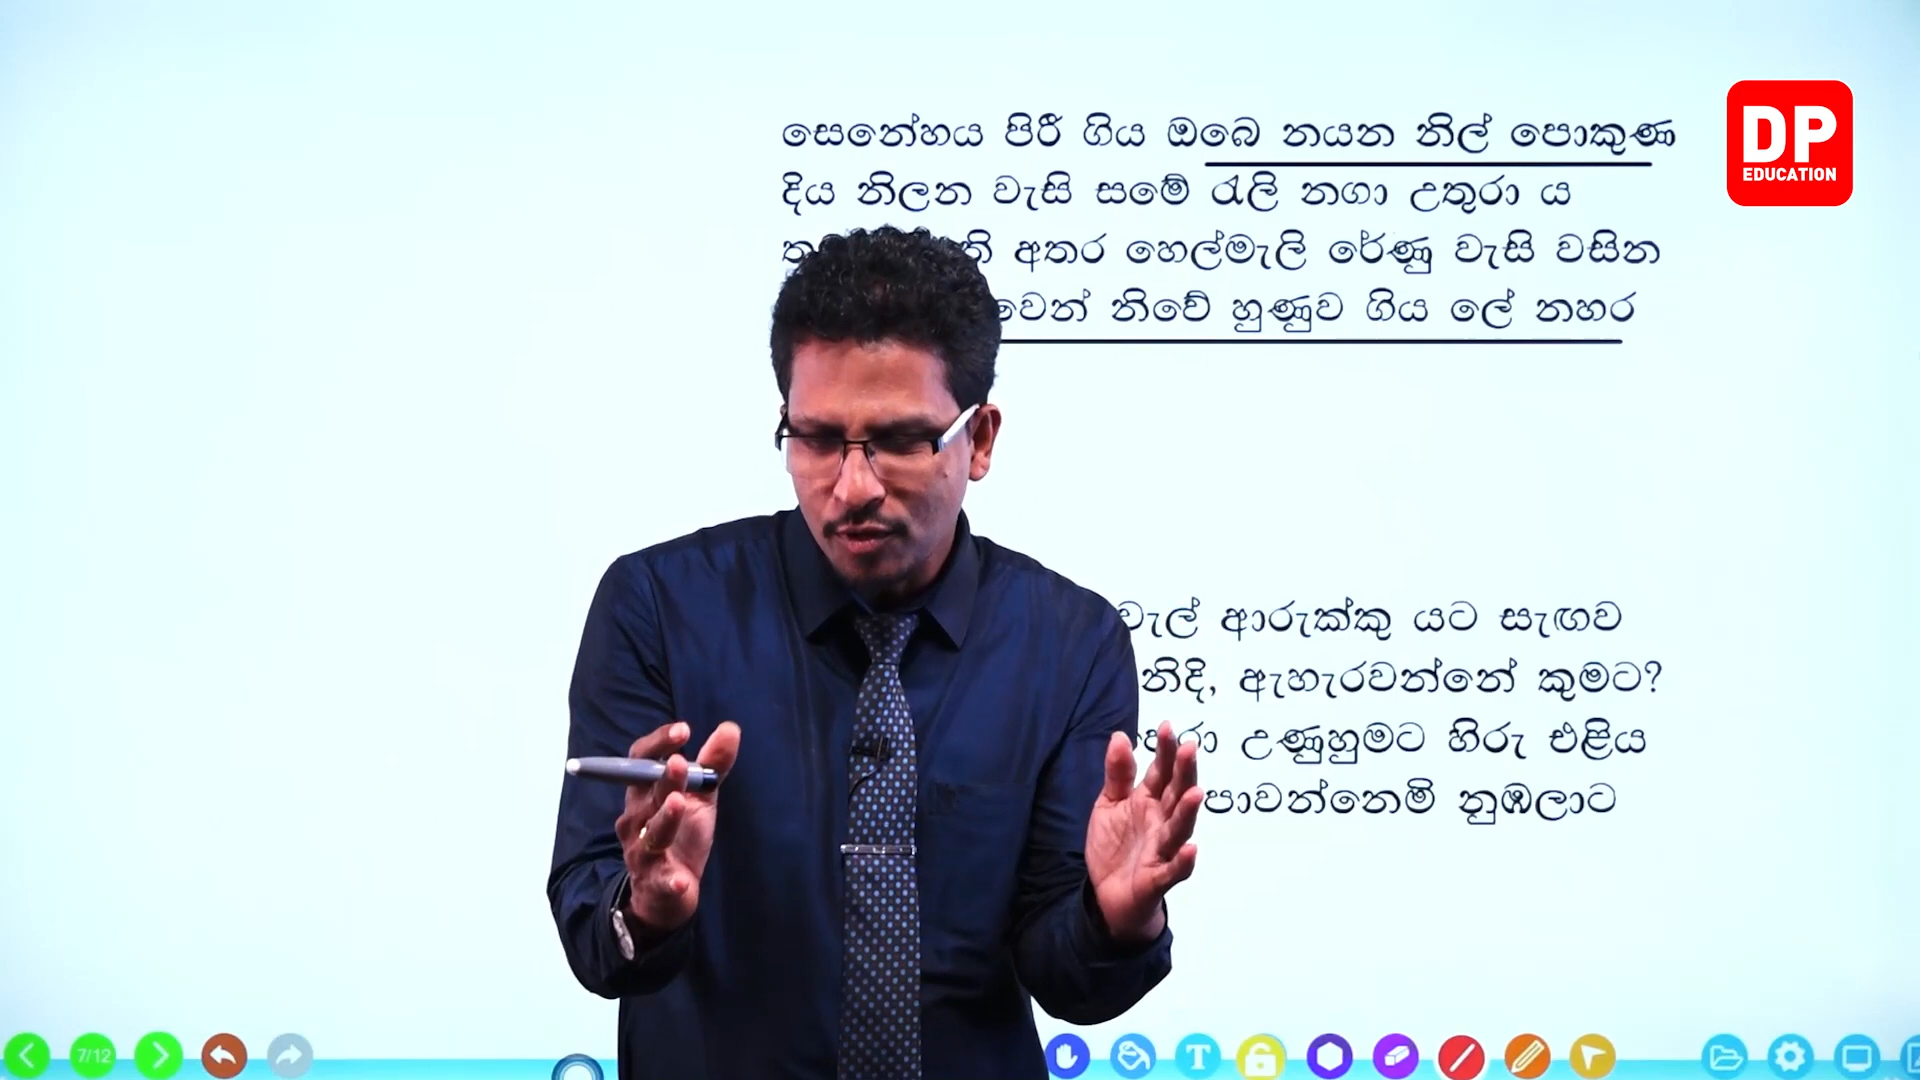 සෙනේහය පිරී ගිය ඔබෙ නයන නිල් පොකුණ
දිය නිලන වැසි සමේ රැලි නගා උතුරා ය
අතර හෙල්මැලි රේණු වැසි වසින
නිවේ හුණුව ගිය ලේ නහර
වැල් ආරුක්කු යට සැඟව
නිදි, ඇහැරවන්නේ කුමට?
උණුහුමට හිරු එළිය
නුඹලාට
DP
EDUCATION
7/12
T